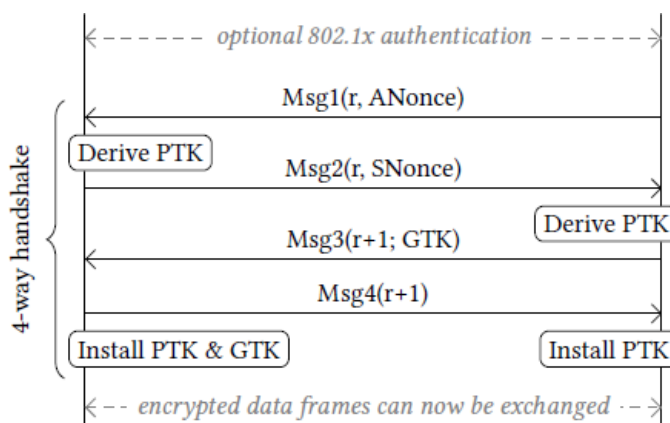 optional 802.1x authentication
Msg1(r, ANonce)
Derive PTK
Msg2(r, SNonce)
Derive PTK
Msg3(r+1; GTK)
Msg4(r+1)
Install PTK & GTK
Install PTK
encrypted data frames can now be exchanged
4-way handshake